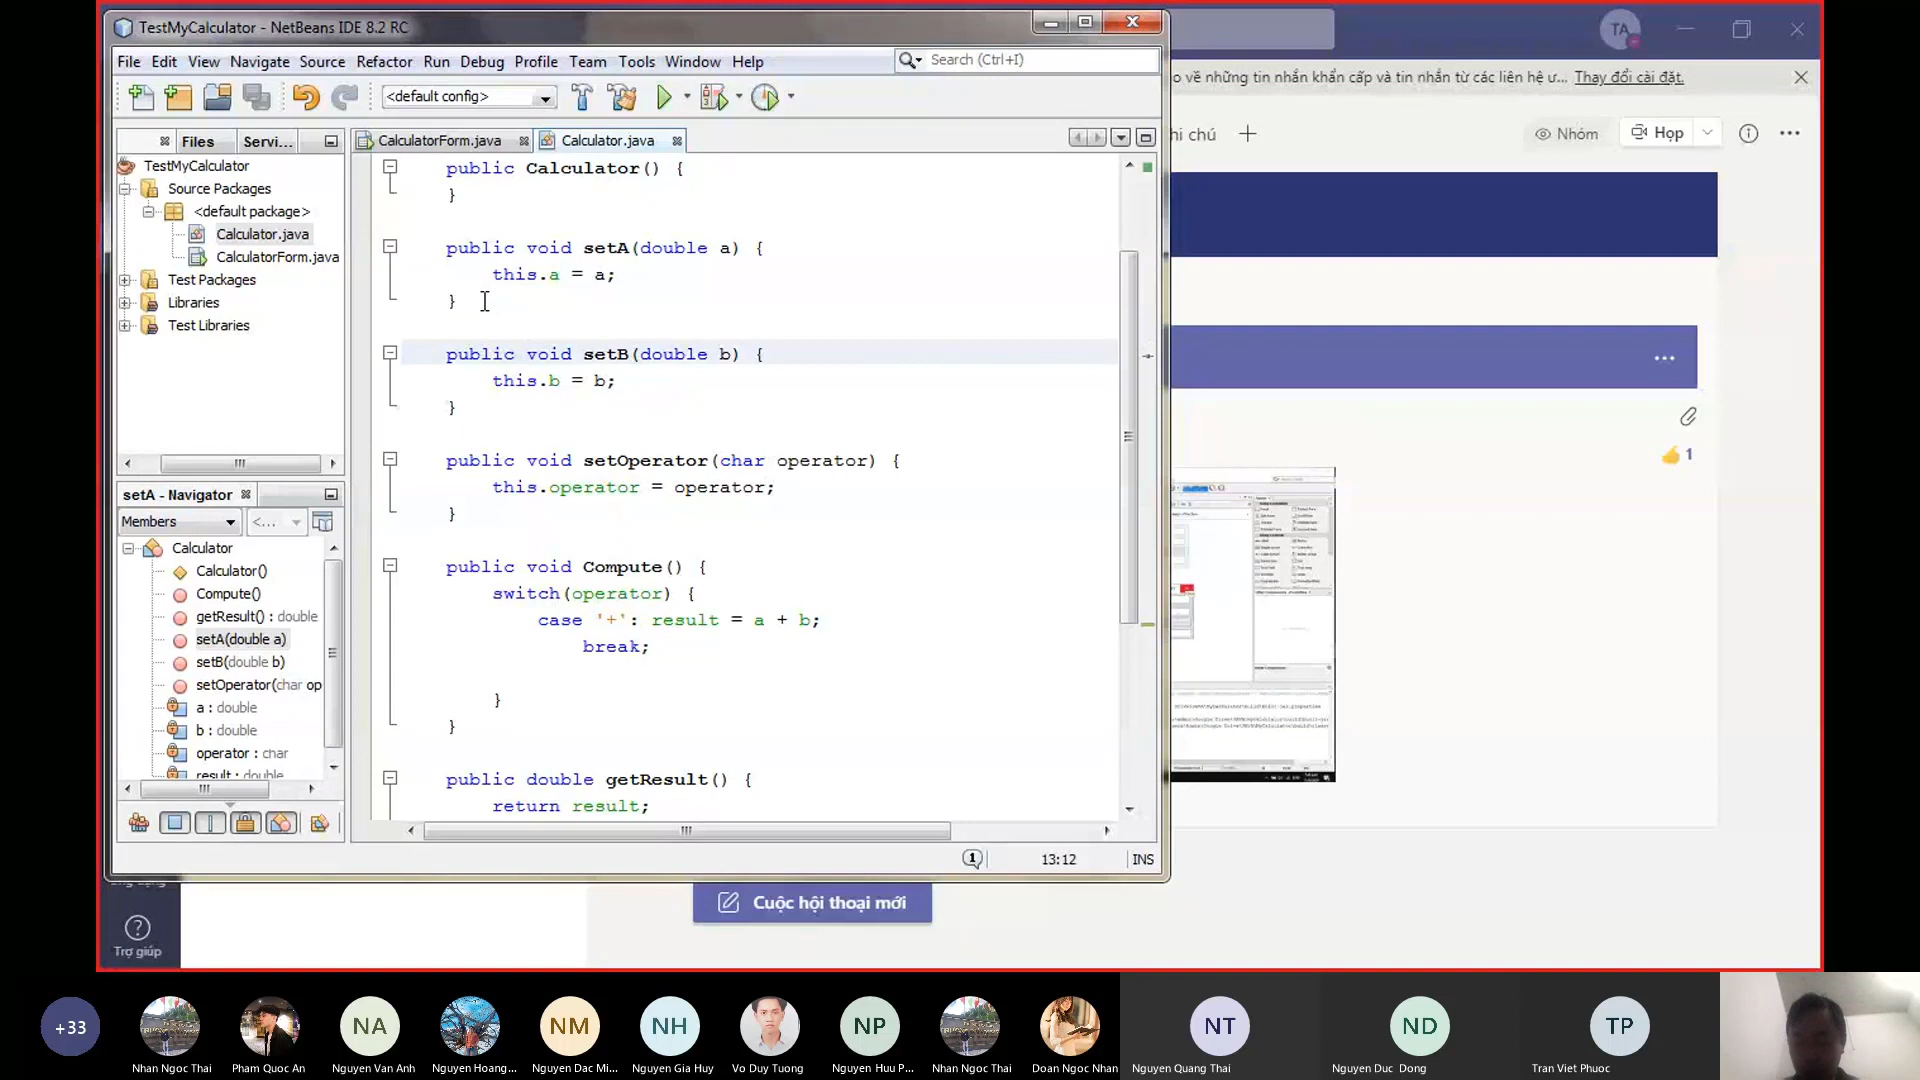 TestMyCalculator - NetBeans IDE 8.2 RC
TA
File Edit View Navigate Source Refactor Run Debug Profile Team Tools Window Help
Search (Ctrl+I)
o về những tin nhắn khẩn cấp và tin nhắn từ các liên hệ ư... Thay đổi cài đặt.
<default config>
Files
Servi...
CalculatorForm.java
Calculator.java
hi chú
Nhóm
Họp
TestMyCalculator
Source Packages
<default package>
Calculator.java
CalculatorForm.java
Test Packages
Libraries
Test Libraries
public Calculator() {
}
public void setA(double a) {
this.a = a;
}
public void setB(double b) {
this.b = b;
}
public void setOperator(char operator) {
this.operator = operator;
}
public void Compute() {
switch(operator) {
case '+': result = a + b;
break;
}
}
public double getResult() {
return result;
1
setA - Navigator
Members
<...
Calculator
Calculator()
Compute()
getResult() : double
setA(double a)
setB(double b)
setOperator(char op
a : double
b : double
operator : char
result : double
1
13:12
INS
Cuộc hội thoại mới
Trợ giúp
+33
NA
NM
NH
NP
NT
ND
TP
Nhan Ngoc Thai
Pham Quoc An
Nguyen Van Anh
Nguyen Hoang...
Nguyen Dac Mi...
Nguyen Gia Huy
Vo Duy Tuong
Nguyen Huu P...
Nhan Ngoc Thai
Doan Ngoc Nhan
Nguyen Quang Thai
Nguyen Duc Dong
Tran Viet Phuoc